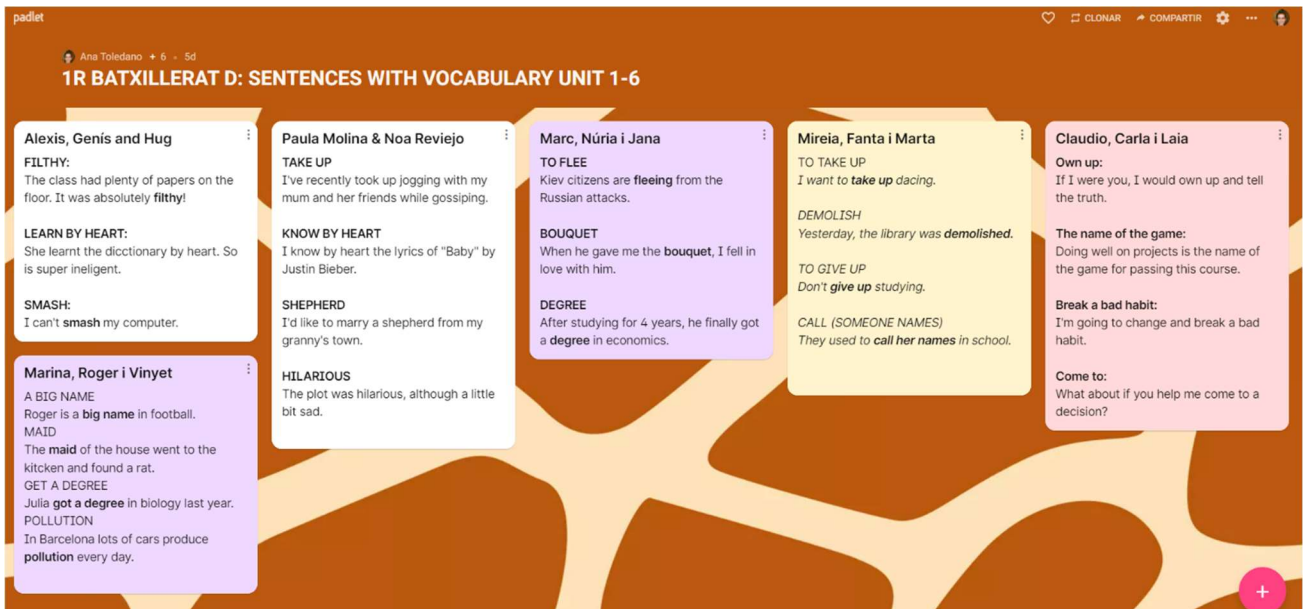 padlet
CLONAR
COMPARTIR
Ana Toledano + 6 • 5d
1R BATXILLERAT D: SENTENCES WITH VOCABULARY UNIT 1-6
Alexis, Genís and Hug
FILTHY:
The class had plenty of papers on the
floor. It was absolutely filthy!
LEARN BY HEART:
She learnt the dicctionary by heart. So
is super ineligent.
SMASH:
I can't smash my computer.
Marina, Roger i Vinyet
A BIG NAME
Roger is a big name in football.
MAID
The maid of the house went to the
kitcken and found a rat.
GET A DEGREE
Julia got a degree in biology last year.
POLLUTION
In Barcelona lots of cars produce
pollution every day.
Paula Molina & Noa Reviejo
TAKE UP
I've recently took up jogging with my
mum and her friends while gossiping.
KNOW BY HEART
I know by heart the lyrics of "Baby" by
Justin Bieber.
SHEPHERD
I'd like to marry a shepherd from my
granny's town.
HILARIOUS
The plot was hilarious, although a little
bit sad.
Marc, Núria i Jana
TO FLEE
Kiev citizens are fleeing from the
Russian attacks.
BOUQUET
When he gave me the bouquet, I fell in
love with him.
DEGREE
After studying for 4 years, he finally got
a degree in economics.
Mireia, Fanta i Marta
TO TAKE UP
I want to take up dacing.
DEMOLISH
Yesterday, the library was demolished.
TO GIVE UP
Don't give up studying.
CALL (SOMEONE NAMES)
They used to call her names in school.
Claudio, Carla i Laia
Own up:
If I were you, I would own up and tell
the truth.
The name of the game:
Doing well on projects is the name of
the game for passing this course.
Break a bad habit:
I'm going to change and break a bad
habit.
Come to:
What about if you help me come to a
decision?